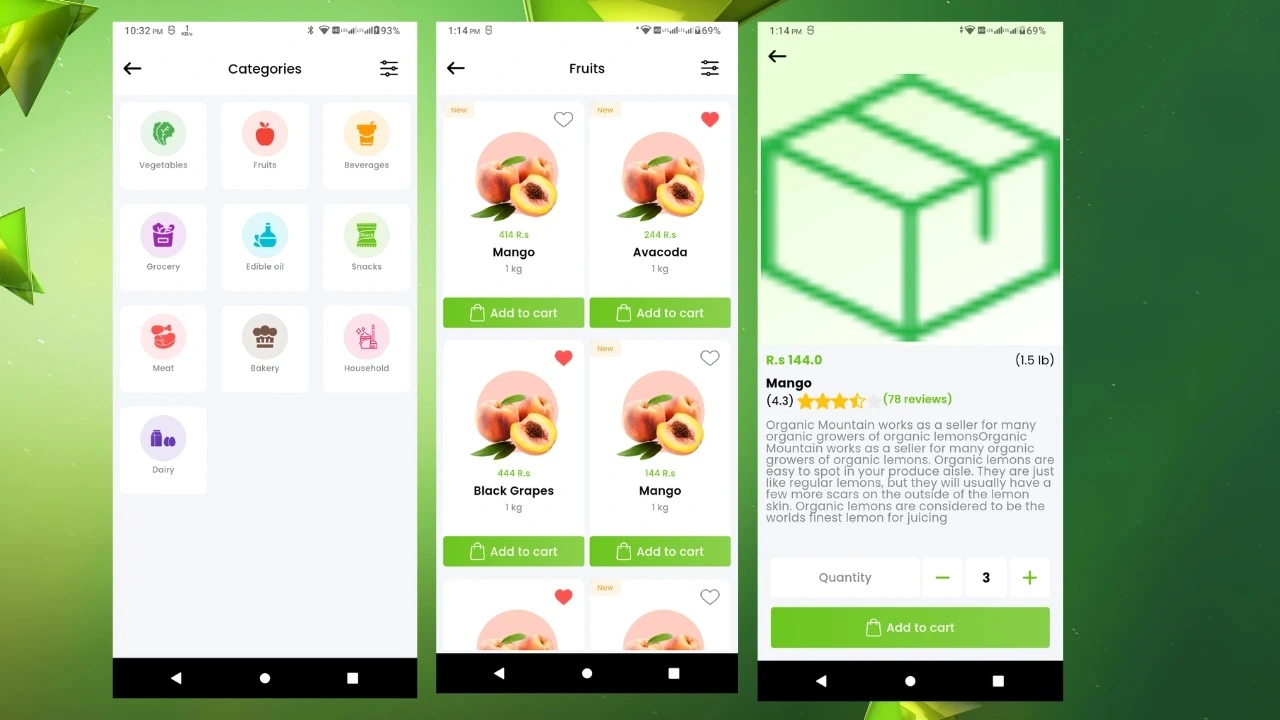 10:32 PM 1 KB/s 93%
Categories
Vegetables Fruits Beverages
Grocery Edible oil Snacks
Meat Bakery Household
Dairy
1:14 PM 69%
Fruits
New New
414 R.s 244 R.s
Mango Avacoda
1 kg 1 kg
Add to cart Add to cart
New
444 R.s 144 R.s
Black Grapes Mango
1 kg 1 kg
Add to cart Add to cart
New
1:14 PM 69%
R.s 144.0 (1.5 lb)
Mango
(4.3) (78 reviews)
Organic Mountain works as a seller for many
organic growers of organic lemonsOrganic
Mountain works as a seller for many organic
growers of organic lemons. Organic lemons are
easy to spot in your produce aisle. They are just
like regular lemons, but they will usually have a
few more scars on the outside of the lemon
skin. Organic lemons are considered to be the
worlds finest lemon for juicing
Quantity 3
Add to cart